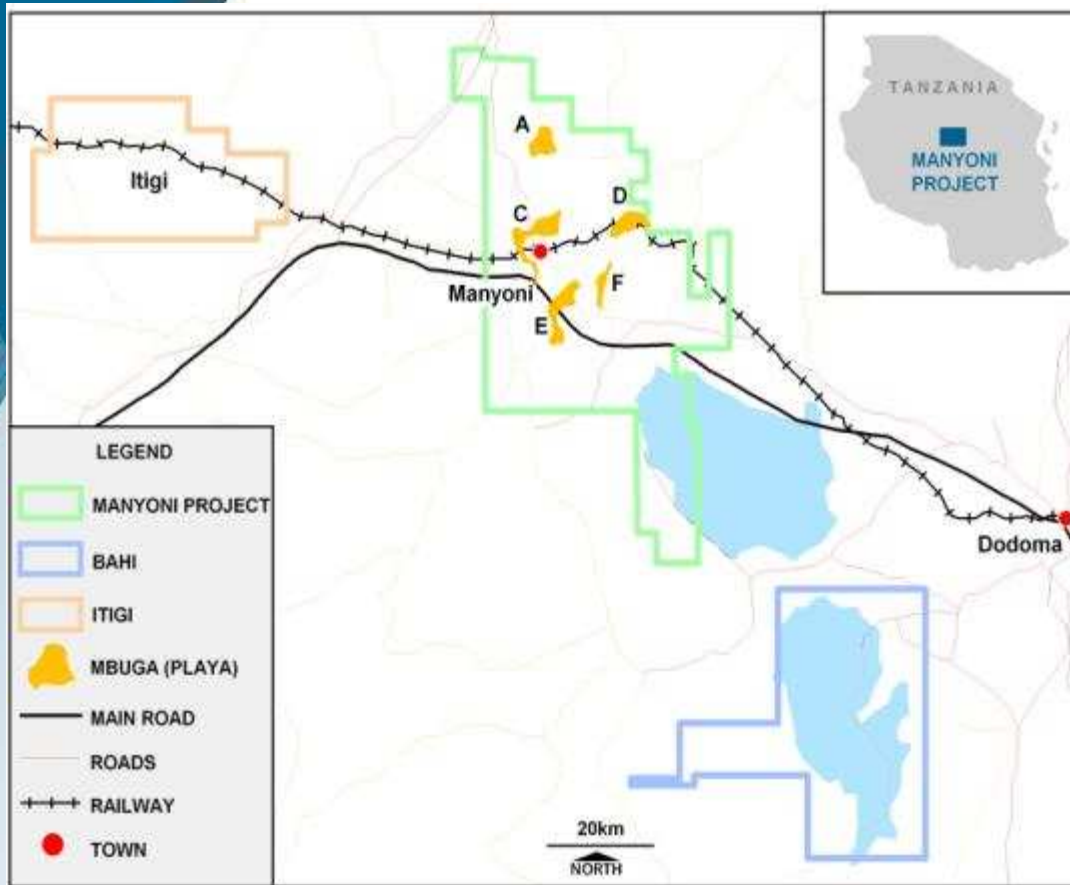 TANZANIA
MANYONI
PROJECT
A
Itigi
C
D
Manyoni
F
E
Dodoma
LEGEND
MANYONI PROJECT
BAHI
ITIGI
MBUGA (PLAYA)
MAIN ROAD
ROADS
RAILWAY
TOWN
20km
NORTH